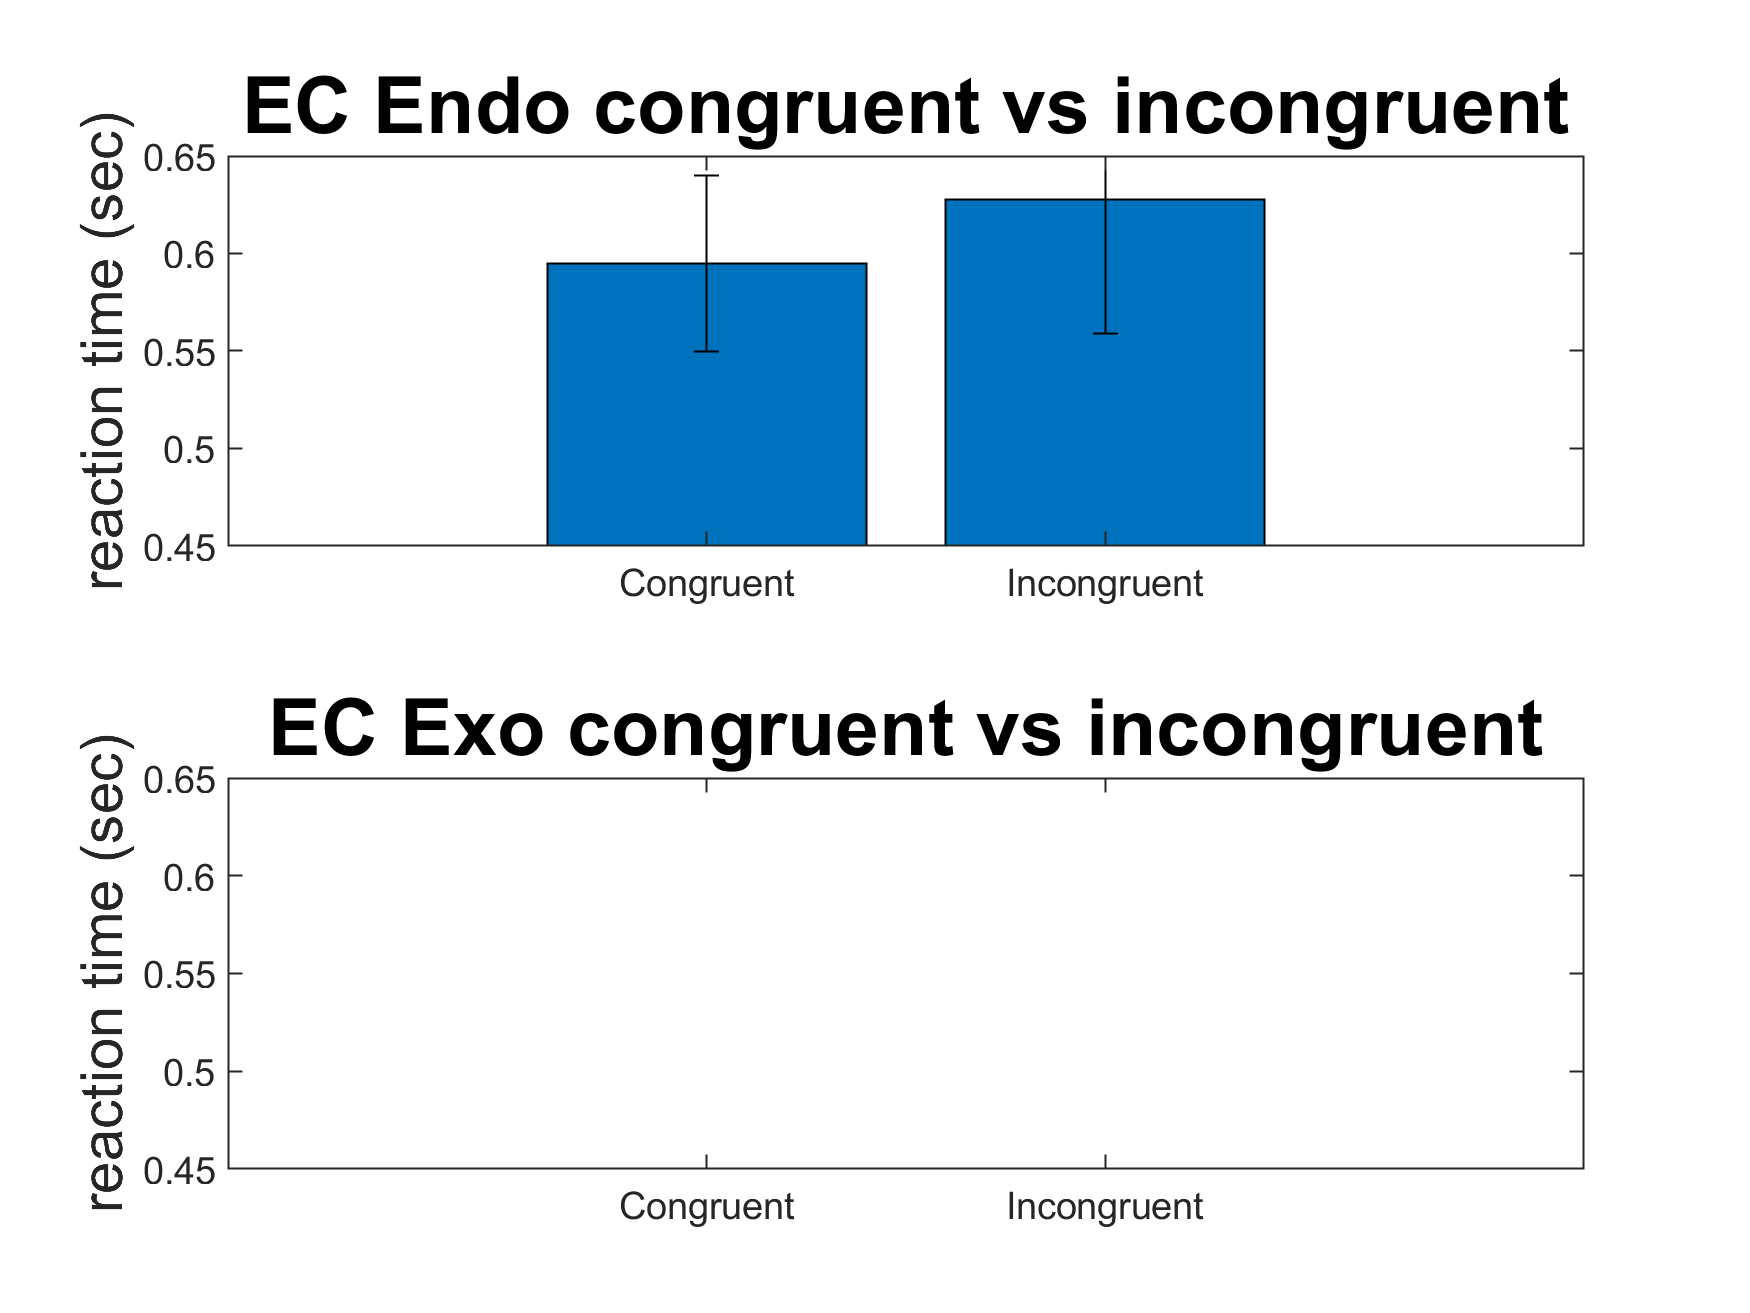 EC Endo congruent vs incongruent
reaction time (sec)
0.65
0.6
0.55
0.5
0.45
Congruent Incongruent
EC Exo congruent vs incongruent
reaction time (sec)
0.65
0.6
0.55
0.5
0.45
Congruent Incongruent